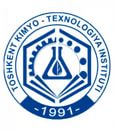 TOSHKENT KIMYO - TEXNOLOGIYA INSTITUTI
- 1991 -